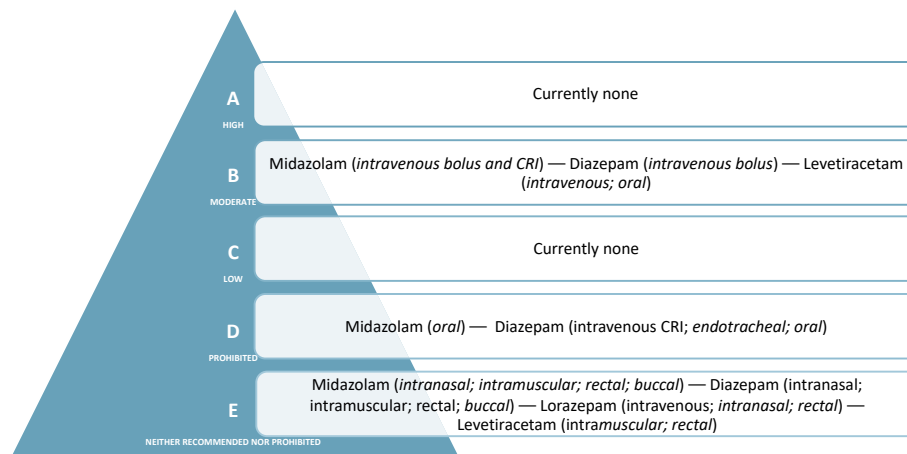 A
HIGH
Currently none
B
MODERATE
Midazolam (intravenous bolus and CRI) — Diazepam (intravenous bolus) — Levetiracetam
(intravenous; oral)
C
LOW
Currently none
D
PROHIBITED
Midazolam (oral) — Diazepam (intravenous CRI; endotracheal; oral)
E
NEITHER RECOMMENDED NOR PROHIBITED
Midazolam (intranasal; intramuscular; rectal; buccal) — Diazepam (intranasal;
intramuscular; rectal; buccal) — Lorazepam (intravenous; intranasal; rectal) —
Levetiracetam (intramuscular; rectal)